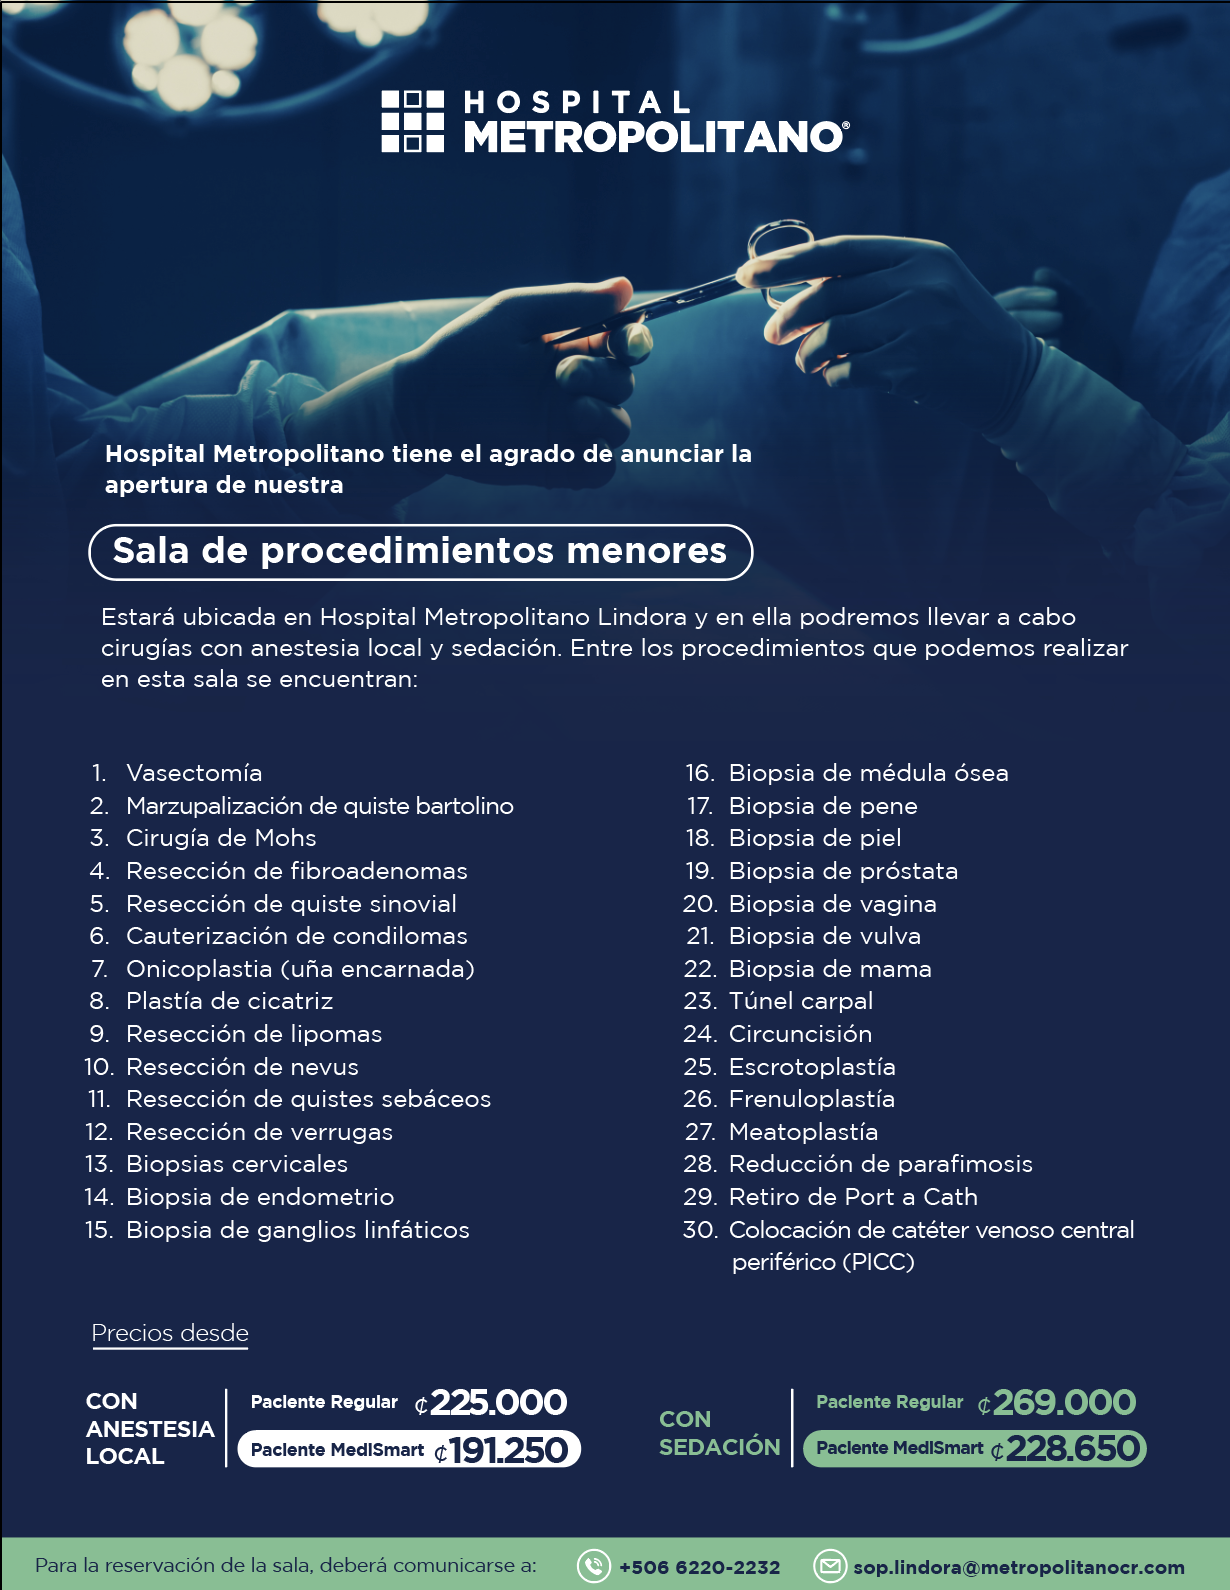 HOSPITAL
METROPOLITANO®
Hospital Metropolitano tiene el agrado de anunciar la
apertura de nuestra
Sala de procedimientos menores
Estará ubicada en Hospital Metropolitano Lindora y en ella podremos llevar a cabo
cirugías con anestesia local y sedación. Entre los procedimientos que podemos realizar
en esta sala se encuentran:
1. Vasectomía
2. Marzupalización de quiste bartolino
3. Cirugía de Mohs
4. Resección de fibroadenomas
5. Resección de quiste sinovial
6. Cauterización de condilomas
7. Onicoplastia (uña encarnada)
8. Plastía de cicatriz
9. Resección de lipomas
10. Resección de nevus
11. Resección de quistes sebáceos
12. Resección de verrugas
13. Biopsias cervicales
14. Biopsia de endometrio
15. Biopsia de ganglios linfáticos
16. Biopsia de médula ósea
17. Biopsia de pene
18. Biopsia de piel
19. Biopsia de próstata
20. Biopsia de vagina
21. Biopsia de vulva
22. Biopsia de mama
23. Túnel carpal
24. Circuncisión
25. Escrotoplastía
26. Frenuloplastía
27. Meatoplastía
28. Reducción de parafimosis
29. Retiro de Port a Cath
30. Colocación de catéter venoso central
periférico (PICC)
Precios desde
CON
ANESTESIA
LOCAL
Paciente Regular ¢225.000
Paciente MediSmart ¢191.250
CON
SEDACIÓN
Paciente Regular ¢269.000
Paciente MediSmart ¢228.650
Para la reservación de la sala, deberá comunicarse a: +506 6220-2232 sop.lindora@metropolitanocr.com